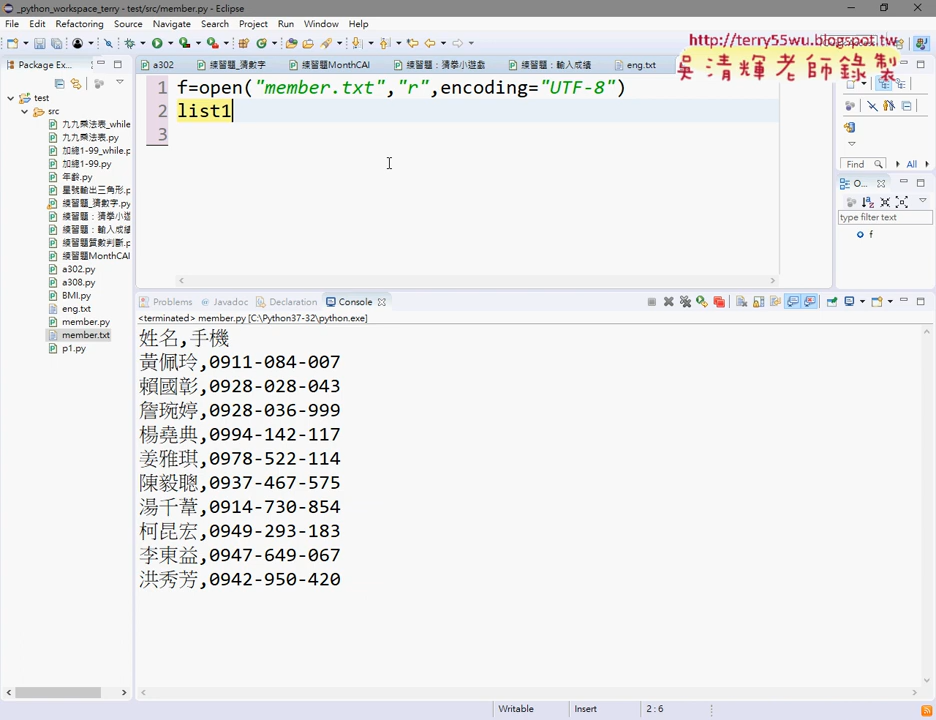 _python_workspace_terry - test/src/member.py - Eclipse
File Edit Refactoring Source Navigate Search Project Run Window Help
http://terry55wu.blogspot.tw
吳清輝老師錄製
Package Ex...
a302
練習題_猜數字
練習題MonthCAI
練習題：猜學小遊戲
練習題：輸入成績
eng.txt
test
src
九九乘法表_while
九九乘法表.py
加總1-99_while.p
加總1-99.py
年齡.py
星號輸出三角形.p
練習題_猜數字.py
練習題：猜學小遊
練習題：輸入成績
練習題質數判斷.p
練習題MonthCAI
a302.py
a308.py
BMI.py
eng.txt
member.py
member.txt
p1.py
1 f=open("member.txt","r",encoding="UTF-8")
2 list1
3
Find All
O...
type filter text
f
Problems Javadoc Declaration Console
<terminated> member.py [C:\Python37-32\python.exe]
姓名,手機
黃佩玲,0911-084-007
賴國彰,0928-028-043
詹琬婷,0928-036-999
楊堯典,0994-142-117
姜雅琪,0978-522-114
陳毅聰,0937-467-575
湯千葦,0914-730-854
柯昆宏,0949-293-183
李東益,0947-649-067
洪秀芳,0942-950-420
Writable Insert 2 : 6